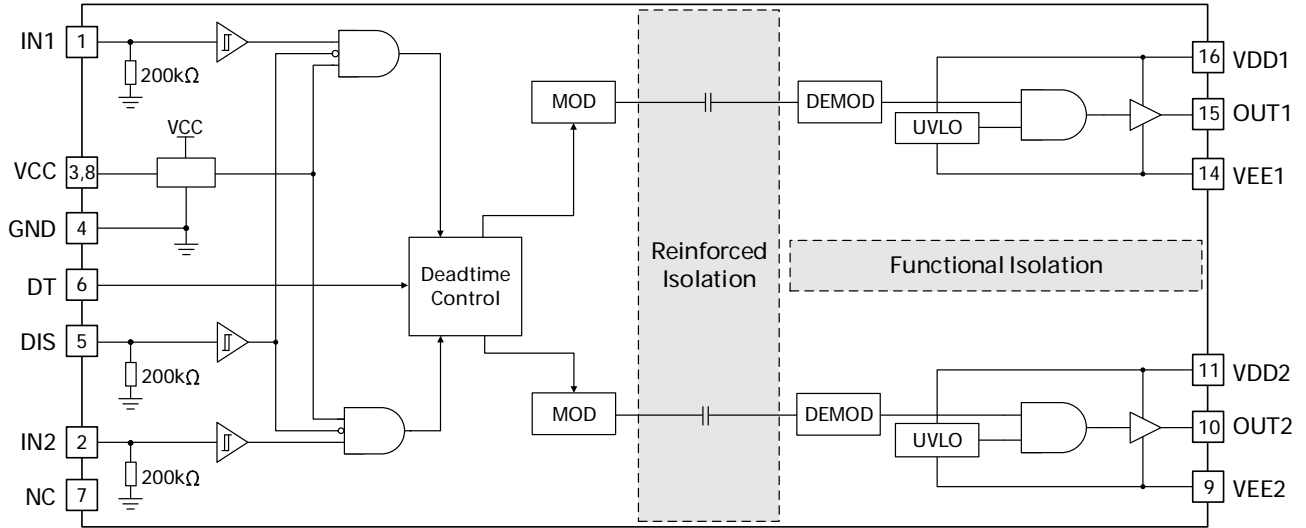 IN1 1
200kΩ
VCC
VCC 3,8
GND 4
DT 6
DIS 5
200kΩ
IN2 2
200kΩ
NC 7
Deadtime
Control
MOD
MOD
Reinforced
Isolation
Functional Isolation
DEMOD
UVLO
16 VDD1
15 OUT1
14 VEE1
DEMOD
UVLO
11 VDD2
10 OUT2
9 VEE2